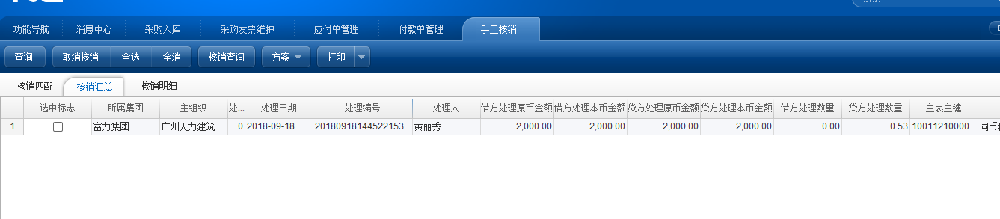 搜索
功能导航 消息中心 采购入库 采购发票维护 应付单管理 付款单管理 手工核销
查询 取消核销 全选 全消 核销查询 方案 打印
核销匹配 核销汇总 核销明细
选中标志 所属集团 主组织 处... 处理日期 处理编号 处理人 借方处理原币金额 借方处理本币金额 贷方处理原币金额 贷方处理本币金额 借方处理数量 贷方处理数量 主表主键
1 富力集团 广州天力建筑... 0 2018-09-18 20180918144522153 黄丽秀 2,000.00 2,000.00 2,000.00 2,000.00 0.00 0.53 10011210000... 同币种